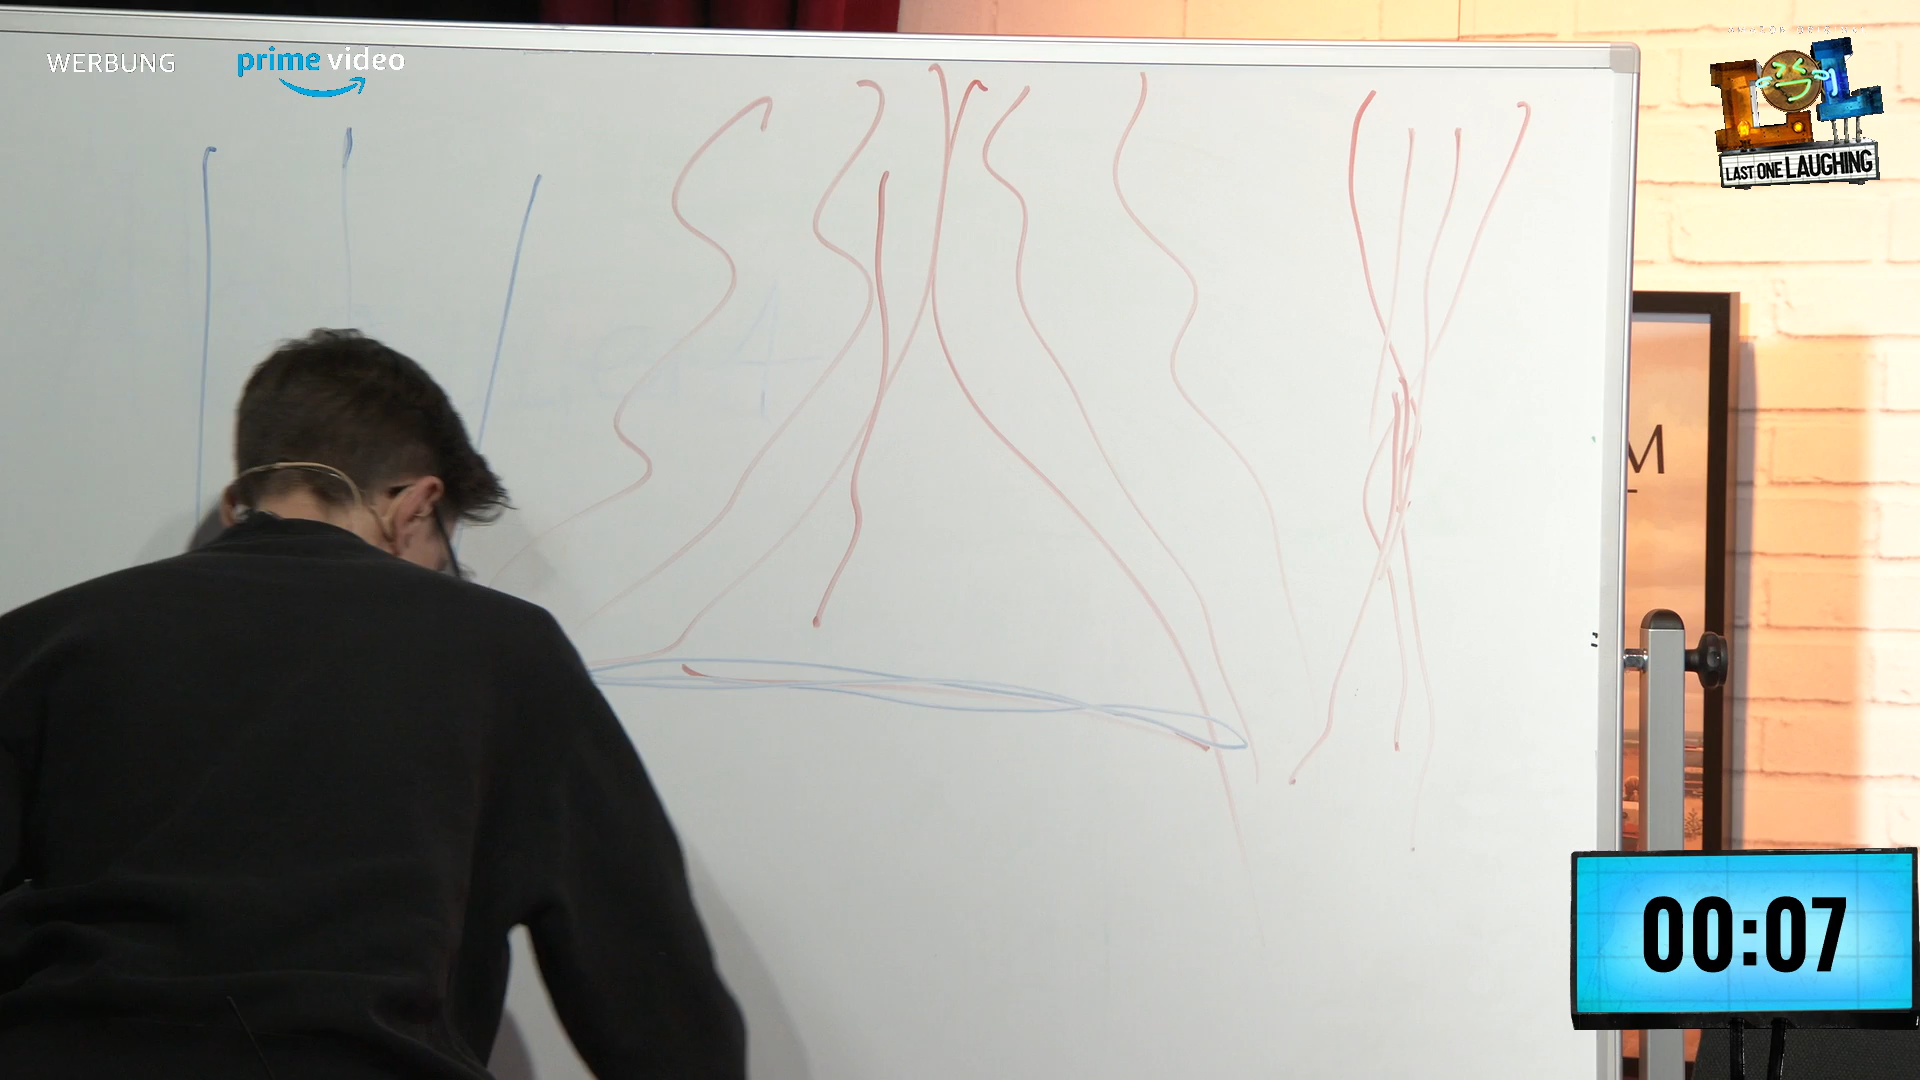 WERBUNG
prime video
LOL
LAST ONE LAUGHING
M
00:07